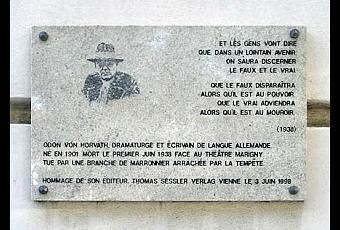 ET LES GENS VONT DIRE
QUE DANS UN LOINTAIN AVENIR
ON SAURA DISCERNER
LE FAUX ET LE VRAI
QUE LE FAUX DISPARAÎTRA
ALORS QU'IL EST AU POUVOIR
QUE LE VRAI ADVIENDRA
ALORS QU'IL EST AU MOUROIR.
(1938)
ODON VON HORVATH, DRAMATURGE ET ÉCRIVAIN DE LANGUE ALLEMANDE
NÉ EN 1901 MORT LE PREMIER JUIN 1938 FACE AU THÉÂTRE MARIGNY
TUÉ PAR UNE BRANCHE DE MARRONNIER ARRACHÉE PAR LA TEMPÊTE.
HOMMAGE DE SON ÉDITEUR, THOMAS SESSLER VERLAG VIENNE LE 3 JUIN 1998